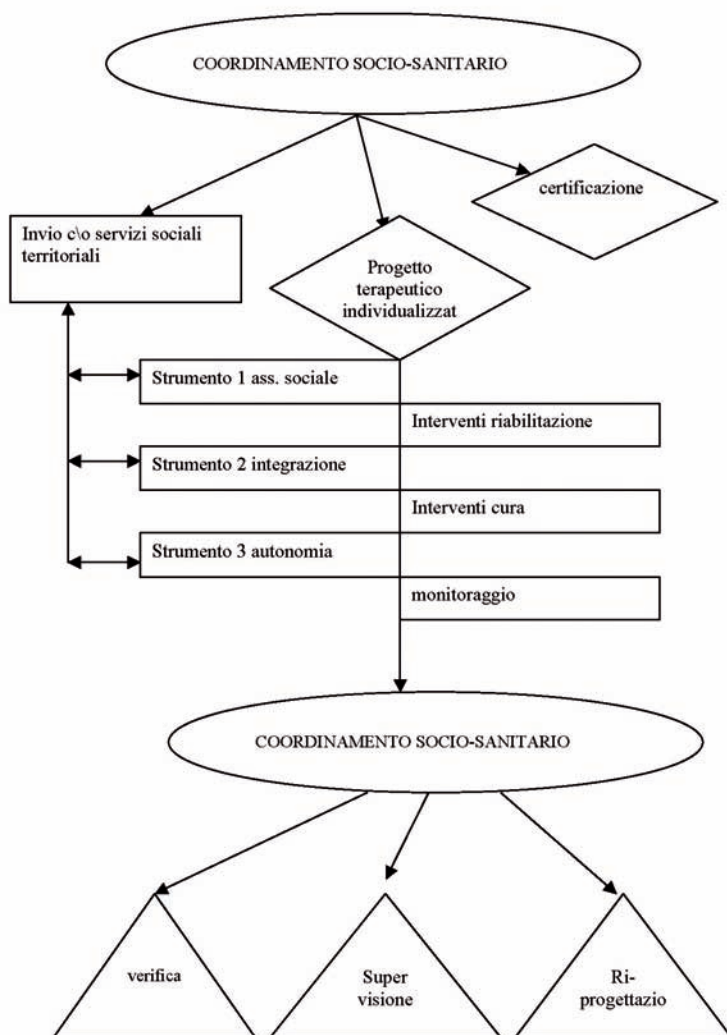 COORDINAMENTO SOCIO-SANITARIO
certificazione
Invio c\o servizi sociali
territoriali
Progetto
terapeutico
individualizzat
Strumento 1 ass. sociale
Interventi riabilitazione
Strumento 2 integrazione
Interventi cura
Strumento 3 autonomia
monitoraggio
COORDINAMENTO SOCIO-SANITARIO
verifica
Super
visione
Ri-
progettazio